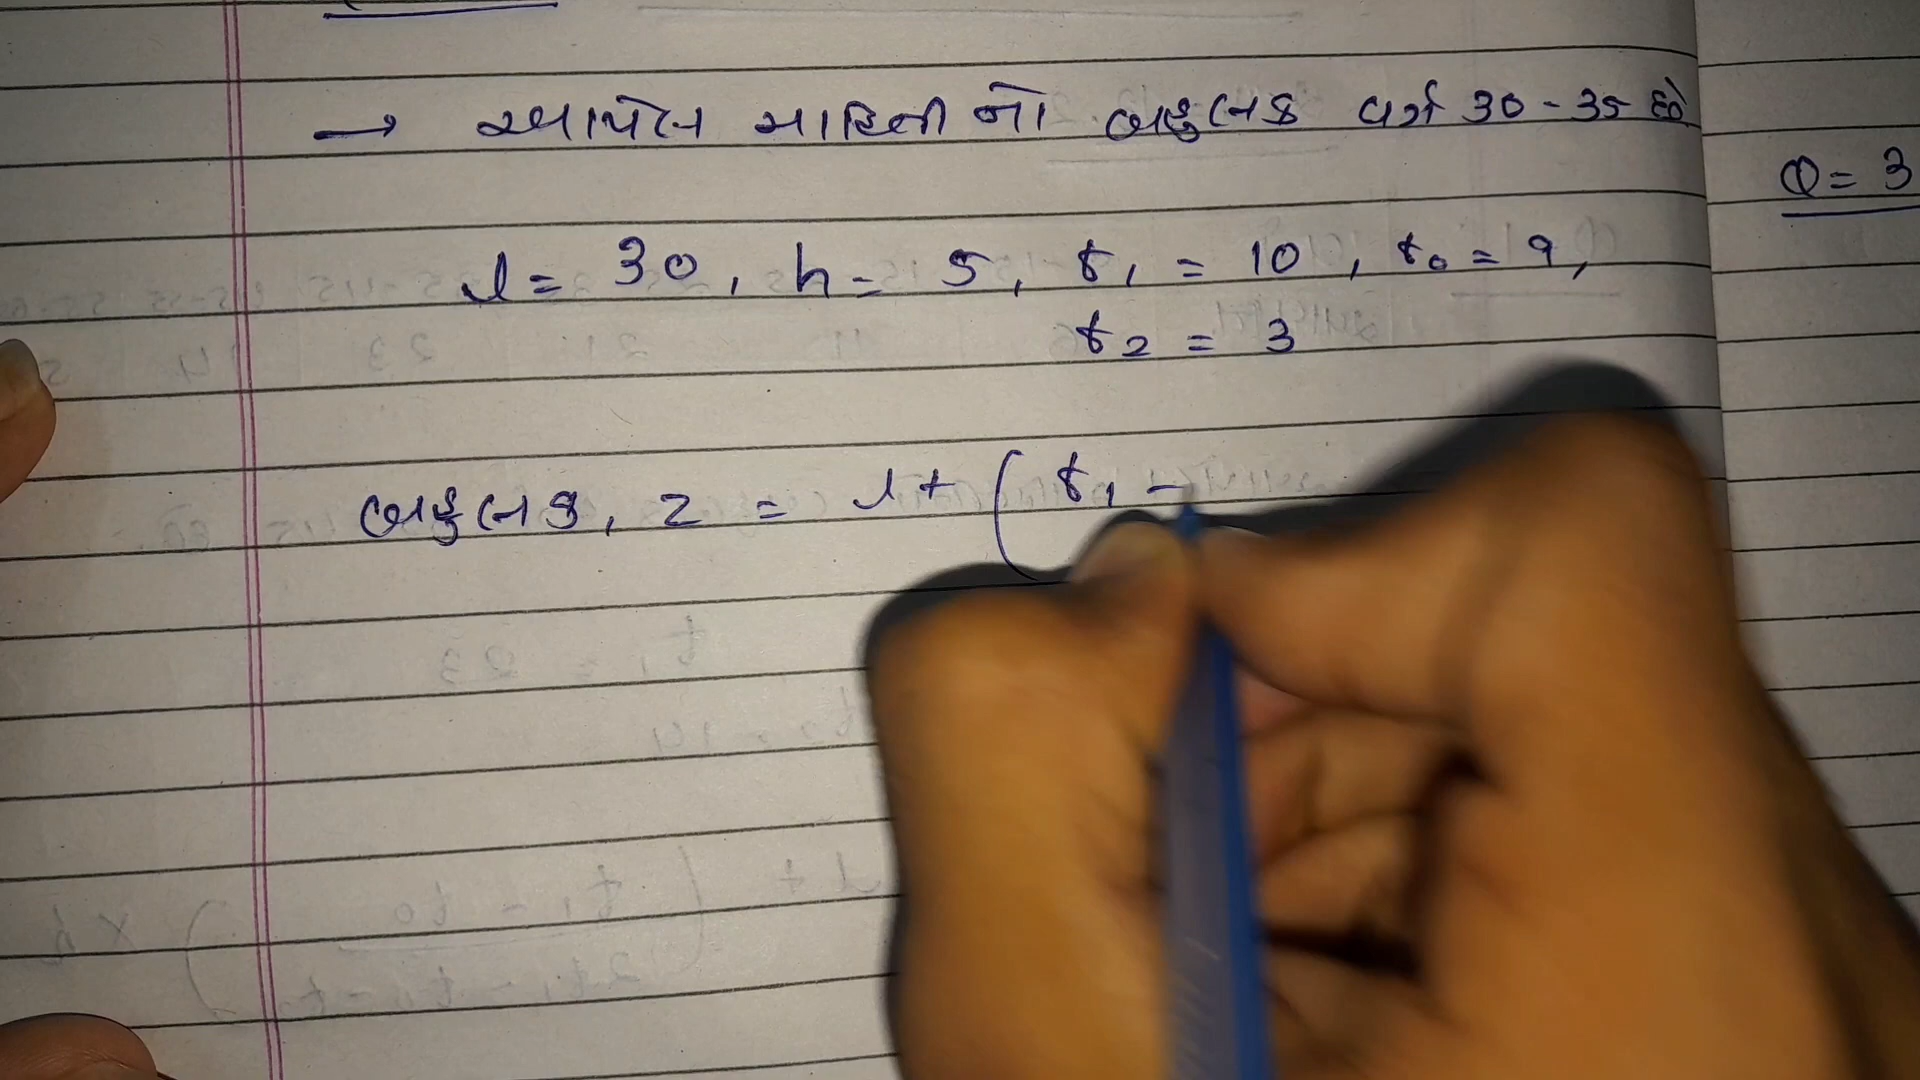 → આપેલ માહિતી નો બહુલક વર્ગ 30 - 35 છે
Q = 3
l = 30, h = 5, f₁ = 10, f₀ = 9,
f₂ = 3
બહુલક, Z = l + ( f₁ -